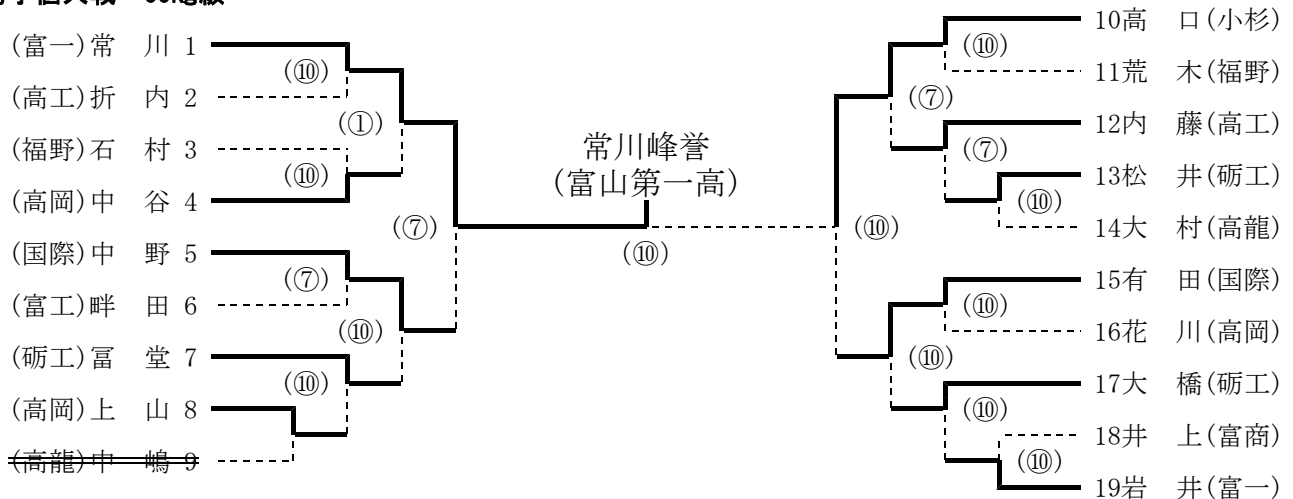 (富一)常 川 1
(高工)折 内 2
(福野)石 村 3
(高岡)中 谷 4
(国際)中 野 5
(富工)畔 田 6
(砺工)冨 堂 7
(高岡)上 山 8
(高龍)中 嶋 9
(⑩)
(①)
(⑩)
(⑦)
(⑦)
(⑩)
(⑩)
常川峰誉
(富山第一高)
(⑩)
(⑩)
(⑦)
(⑦)
(⑩)
(⑩)
(⑩)
(⑩)
(⑩)
(⑩)
10高 口(小杉)
11荒 木(福野)
12内 藤(高工)
13松 井(砺工)
14大 村(高龍)
15有 田(国際)
16花 川(高岡)
17大 橋(砺工)
18井 上(富商)
19岩 井(富一)